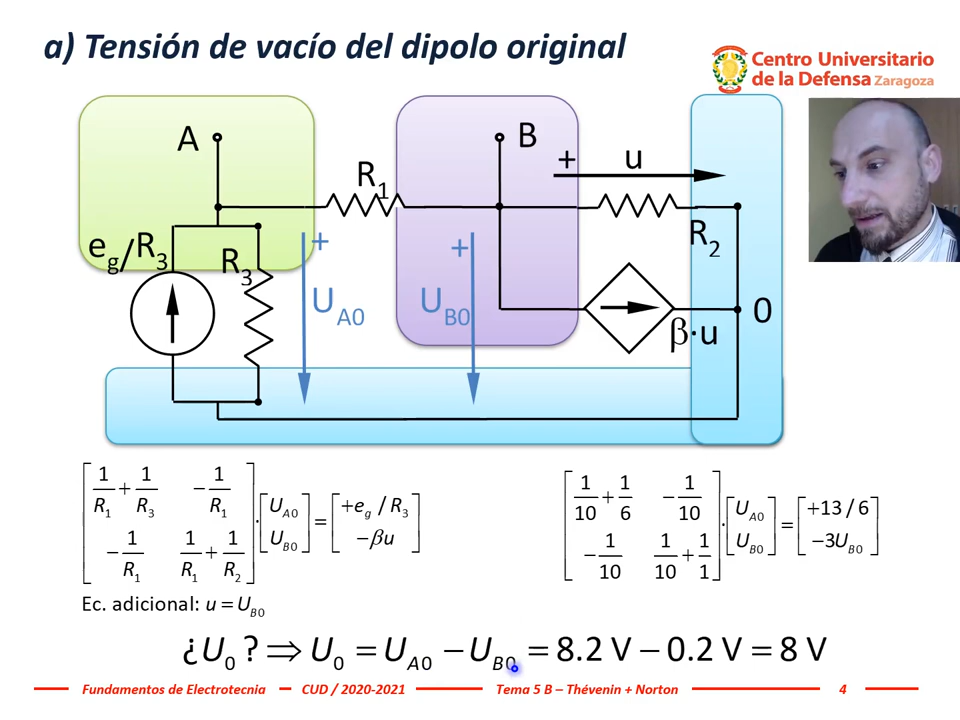 a) Tensión de vacío del dipolo original
Centro Universitario
de la Defensa Zaragoza
A
B
+ u
R1
eg/R3
R3
+
+
R2
UA0
UB0
0
β·u
[1/R1 + 1/R3 −1/R1; −1/R1 1/R1 + 1/R2] · [UA0; UB0] = [+eg / R3; −βu]
[1/10 + 1/6 −1/10; −1/10 1/10 + 1/1] · [UA0; UB0] = [+13 / 6; −3UB0]
Ec. adicional: u = UB0
¿U0 ? ⇒ U0 = UA0 − UB0 = 8.2 V − 0.2 V = 8 V
Fundamentos de Electrotecnia CUD / 2020-2021 Tema 5 B – Thévenin + Norton 4